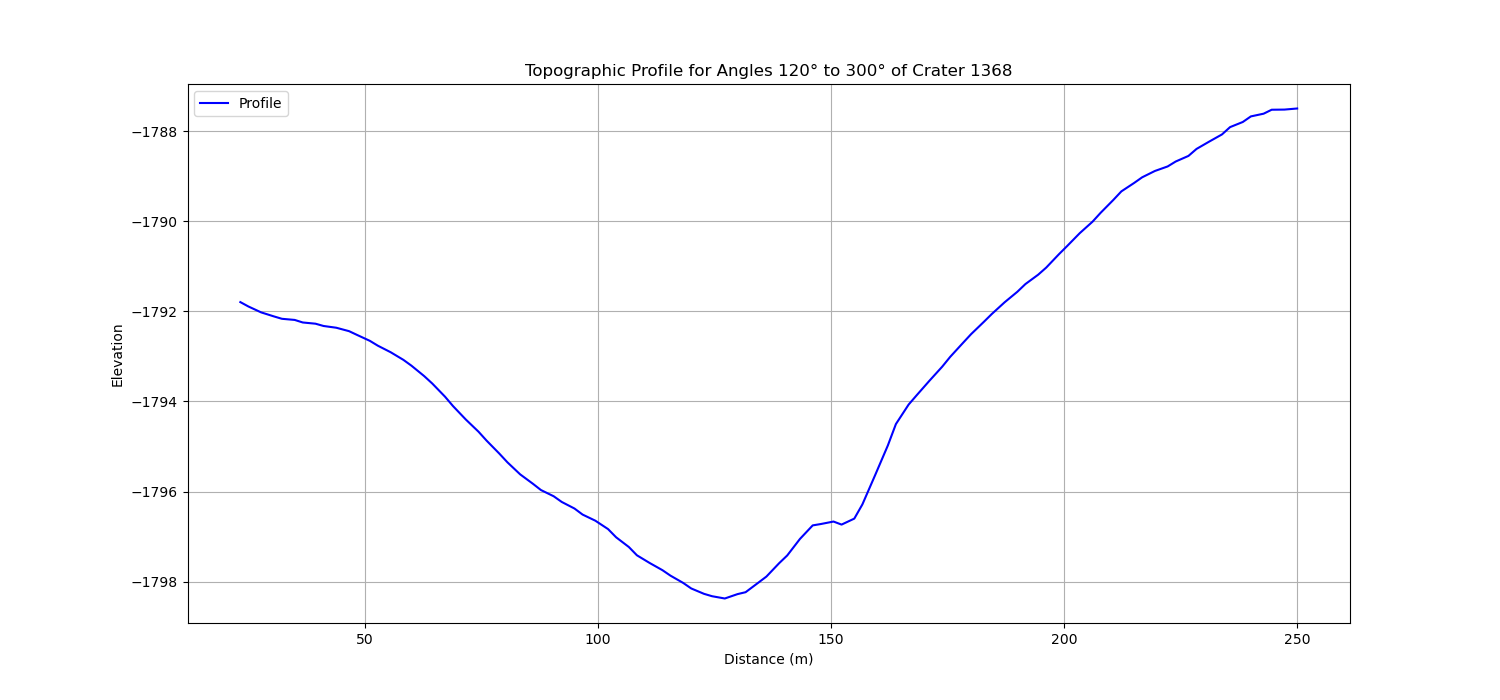 Topographic Profile for Angles 120° to 300° of Crater 1368
Profile
−1788
−1790
−1792
−1794
−1796
−1798
Elevation
50 100 150 200 250
Distance (m)